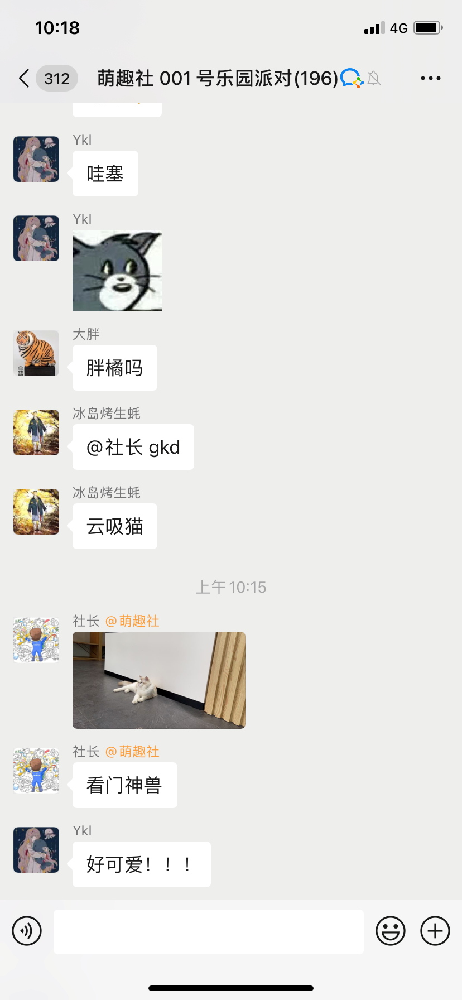 10:18
4G
312
萌趣社 001 号乐园派对(196)
Ykl
哇塞
Ykl
大胖
胖橘吗
冰岛烤生蚝
@社长 gkd
冰岛烤生蚝
云吸猫
上午 10:15
社长 @萌趣社
社长 @萌趣社
看门神兽
Ykl
好可爱！！！